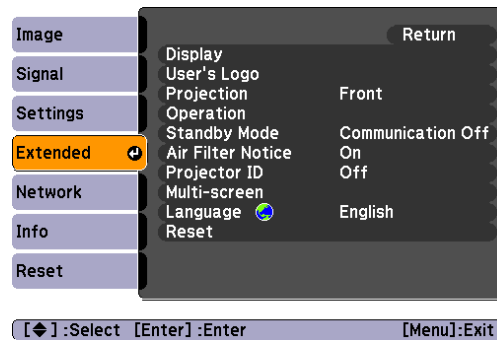 Image
Signal
Settings
Extended
Network
Info
Reset
Return
Display
User's Logo
Projection Front
Operation
Standby Mode Communication Off
Air Filter Notice On
Projector ID Off
Multi-screen
Language English
Reset
[◆] :Select [Enter] :Enter [Menu]:Exit